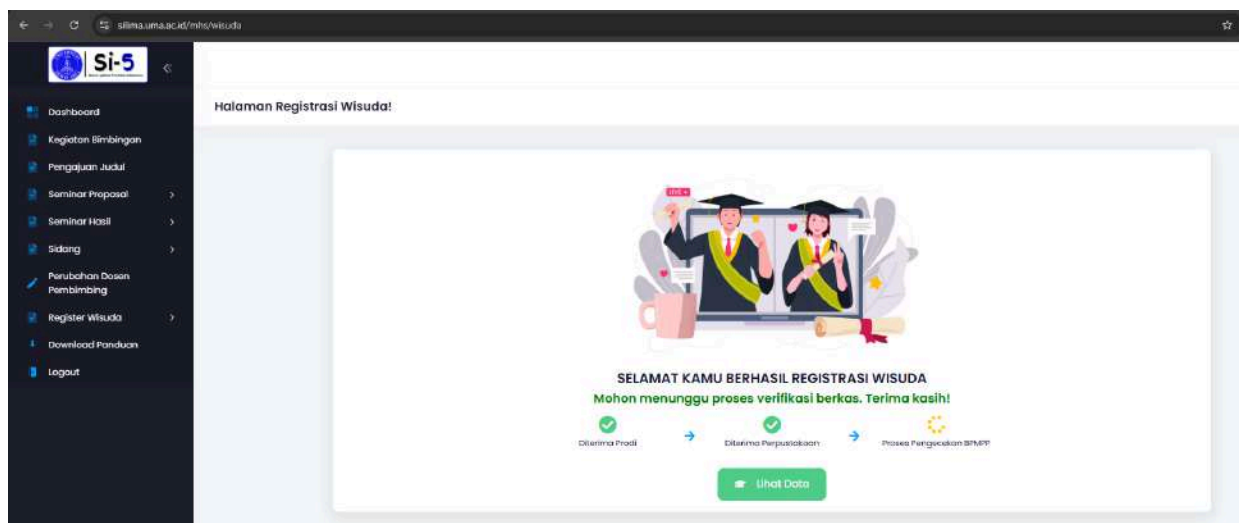 silima.uma.ac.id/mhs/wisuda
Si-5
Dashboard
Kegiatan Bimbingan
Pengajuan Judul
Seminar Proposal
Seminar Hasil
Sidang
Perubahan Dosen
Pembimbing
Register Wisuda
Download Panduan
Logout
Halaman Registrasi Wisuda!
LIVE
SELAMAT KAMU BERHASIL REGISTRASI WISUDA
Mohon menunggu proses verifikasi berkas. Terima kasih!
Diterima Prodi
Diterima Perpustakaan
Proses Pengecekan BPMPP
Lihat Data